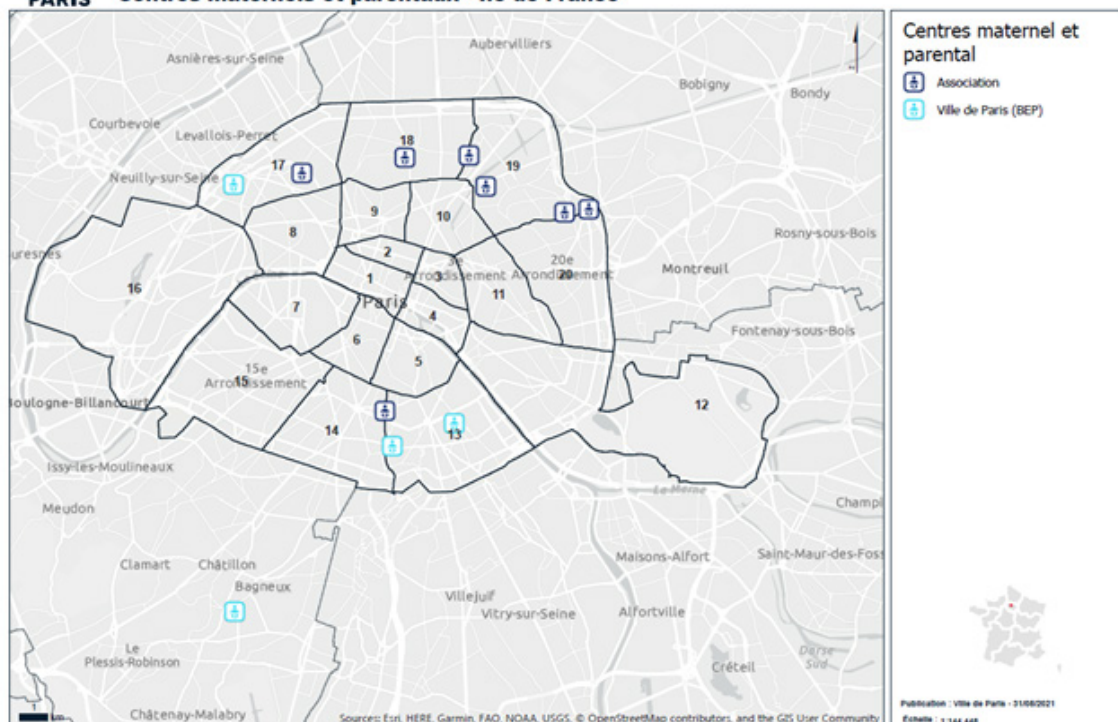 PARIS Centres maternels et parentaux - Ile de France
Aubervilliers
Asnières-sur-Seine
Bobigny
Bondy
Courbevoie
Levallois-Perret
18
17
19
Neuilly-sur-Seine
9
10
8
Rosny-sous-Bois
2
20e
Arrondissement
20
Montreuil
3e
Arrondissement
3
16
1
11
Paris
7
4
Fontenay-sous-Bois
6
5
15e
Arrondissement
15
12
Boulogne-Billancourt
14
13
Issy-les-Moulineaux
La Marne
Meudon
Champi
Clamart
Châtillon
Maisons-Alfort
Saint-Maur-des-Foss
Bagneux
Villejuif
Vitry-sur-Seine
Alfortville
Le
Plessis-Robinson
Darse
Sud
Créteil
1
Châtenay-Malabry
Sources: Esri, HERE, Garmin, FAO, NOAA, USGS, © OpenStreetMap contributors, and the GIS User Community
Centres maternel et
parental
Association
Ville de Paris (BEP)
Publication : Ville de Paris - 31/08/2021